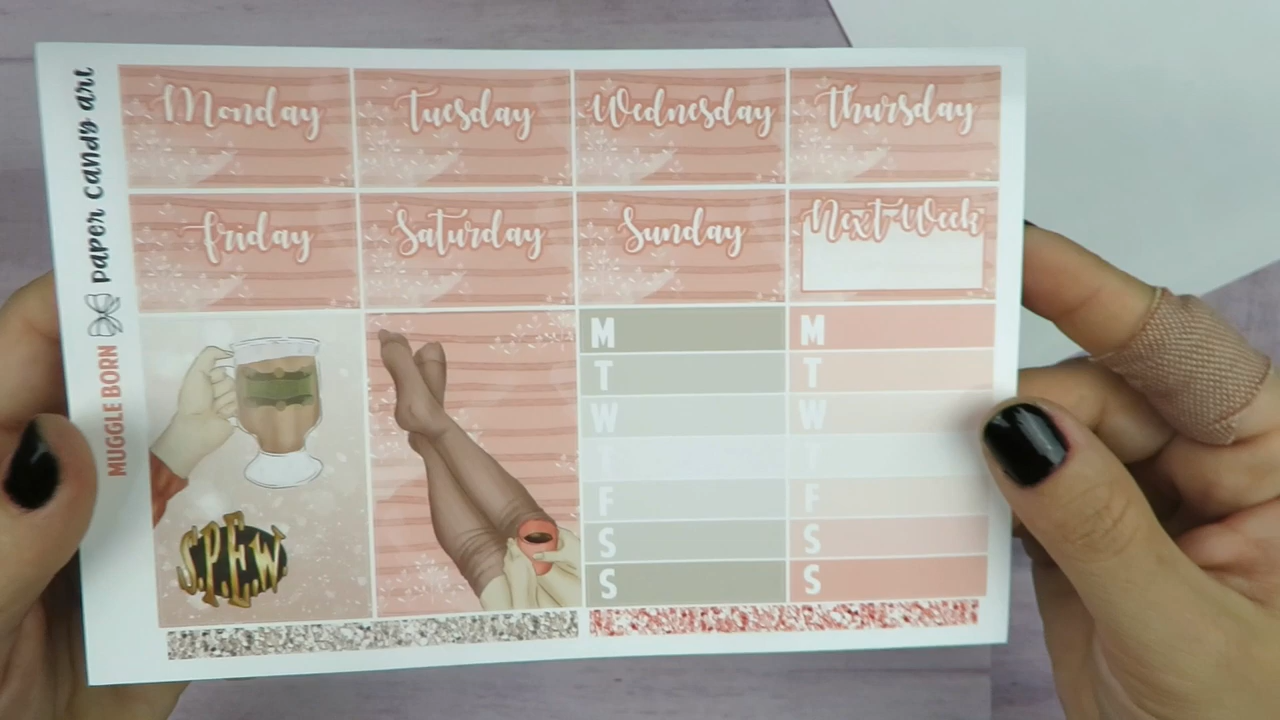 MUGGLE BORN paper candy art
Monday
Tuesday
Wednesday
Thursday
friday
Saturday
Sunday
Next Week
S.P.E.W.
M
T
W
T
F
S
S
M
T
W
F
S
S